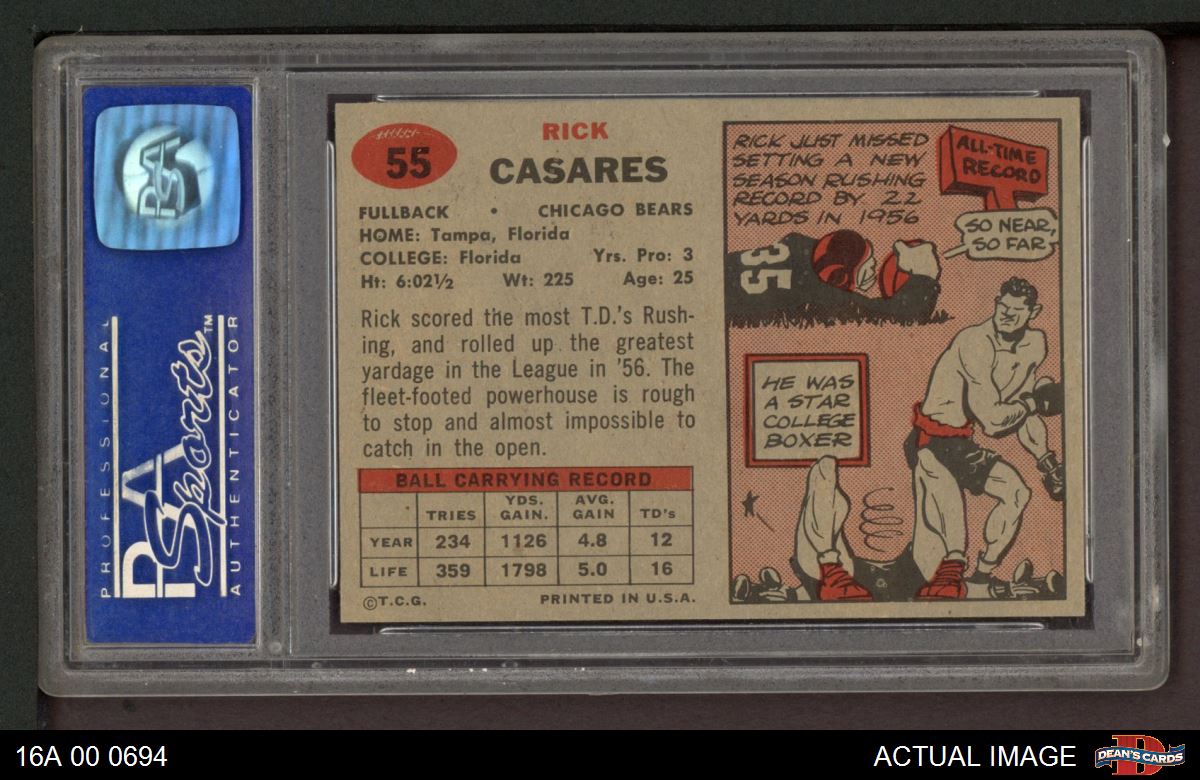 PSA
PROFESSIONAL
PSA Sports™
AUTHENTICATOR
55
RICK
CASARES
FULLBACK • CHICAGO BEARS
HOME: Tampa, Florida
COLLEGE: Florida Yrs. Pro: 3
Ht: 6:02½ Wt: 225 Age: 25
Rick scored the most T.D.'s Rush-
ing, and rolled up the greatest
yardage in the League in '56. The
fleet-footed powerhouse is rough
to stop and almost impossible to
catch in the open.
BALL CARRYING RECORD
TRIES YDS. GAIN. AVG. GAIN TD's
YEAR 234 1126 4.8 12
LIFE 359 1798 5.0 16
©T.C.G. PRINTED IN U.S.A.
RICK JUST MISSED
SETTING A NEW
SEASON RUSHING
RECORD BY 22
YARDS IN 1956
ALL-TIME
RECORD
SO NEAR,
SO FAR
35
HE WAS
A STAR
COLLEGE
BOXER
16A 00 0694
ACTUAL IMAGE
DEAN'S CARDS